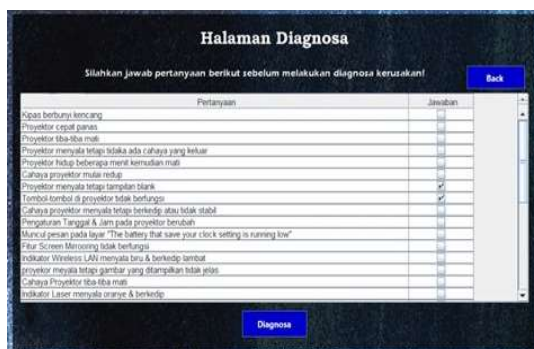 Halaman Diagnosa
Silahkan jawab pertanyaan berikut sebelum melakukan diagnosa kerusakan!
Back
Pertanyaan Jawaban
Kipas berbunyi kencang
Proyektor cepat panas
Proyektor tiba-tiba mati
Proyektor menyala tetapi tidaka ada cahaya yang keluar
Proyektor hidup beberapa menit kemudian mati
Cahaya proyektor mulai redup
Proyektor menyala tetapi tampilan blank
Tombol-tombol di proyektor tidak berfungsi
Cahaya proyektor menyala tetapi berkedip atau tidak stabil
Pengaturan Tanggal & Jam pada proyektor berubah
Muncul pesan pada layar "The battery that save your clock setting is running low"
Fitur Screen Mirrooring tidak berfungsi
Indikator Wireless LAN menyala biru & berkedip lambat
proyekor meyala tetapi gambar yang ditampilkan tidak jelas
Cahaya Proyektor tiba-tiba mati
Indikator Laser menyala oranye & berkedip
Diagnosa